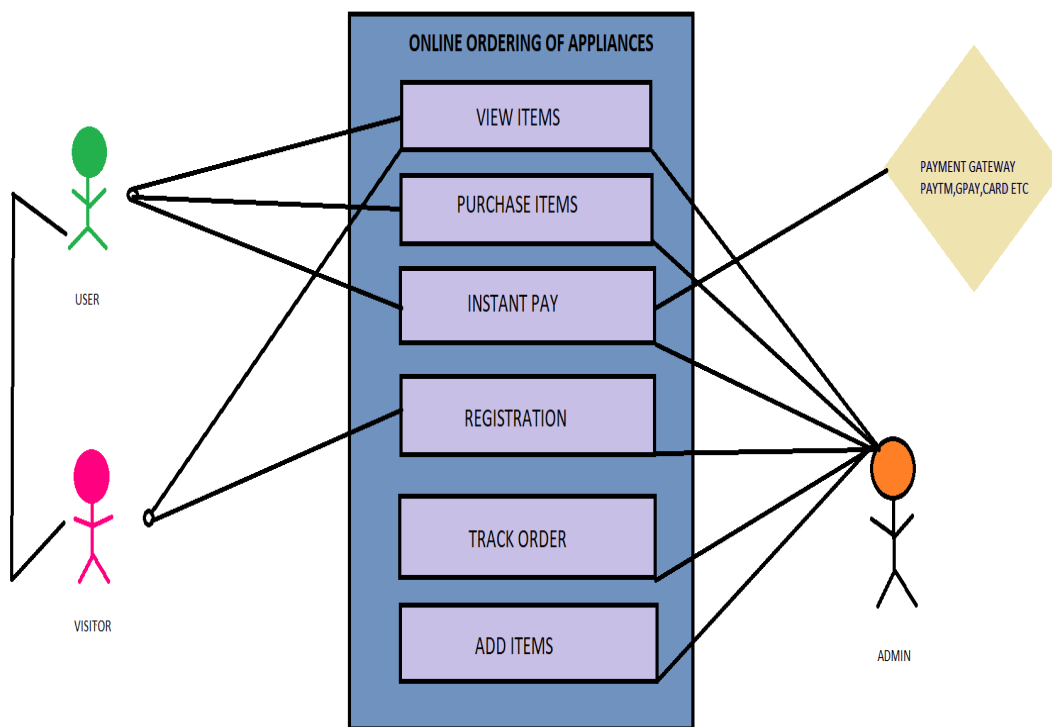 ONLINE ORDERING OF APPLIANCES
VIEW ITEMS
PURCHASE ITEMS
INSTANT PAY
REGISTRATION
TRACK ORDER
ADD ITEMS
USER
VISITOR
PAYMENT GATEWAY
PAYTM,GPAY,CARD ETC
ADMIN